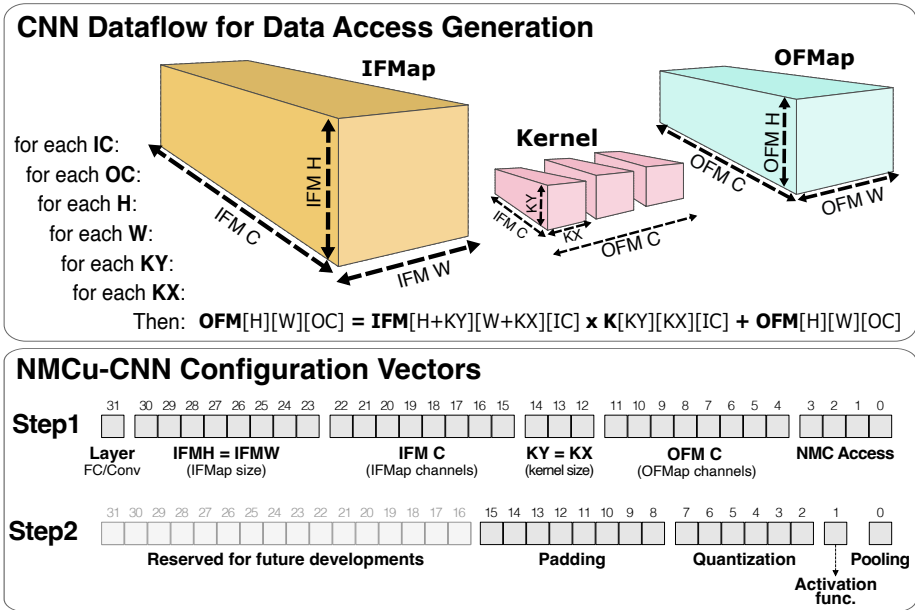 CNN Dataflow for Data Access Generation
IFMap
OFMap
Kernel
IFM H
IFM C
IFM W
KY
IFM C
KX
OFM C
OFM H
OFM C
OFM W
for each IC:
for each OC:
for each H:
for each W:
for each KY:
for each KX:
Then: OFM[H][W][OC] = IFM[H+KY][W+KX][IC] x K[KY][KX][IC] + OFM[H][W][OC]
NMCu-CNN Configuration Vectors
Step1
31 30 29 28 27 26 25 24 23 22 21 20 19 18 17 16 15 14 13 12 11 10 9 8 7 6 5 4 3 2 1 0
Layer IFMH = IFMW IFM C KY = KX OFM C NMC Access
FC/Conv (IFMap size) (IFMap channels) (kernel size) (OFMap channels)
Step2
31 30 29 28 27 26 25 24 23 22 21 20 19 18 17 16 15 14 13 12 11 10 9 8 7 6 5 4 3 2 1 0
Reserved for future developments Padding Quantization Pooling
Activation
func.